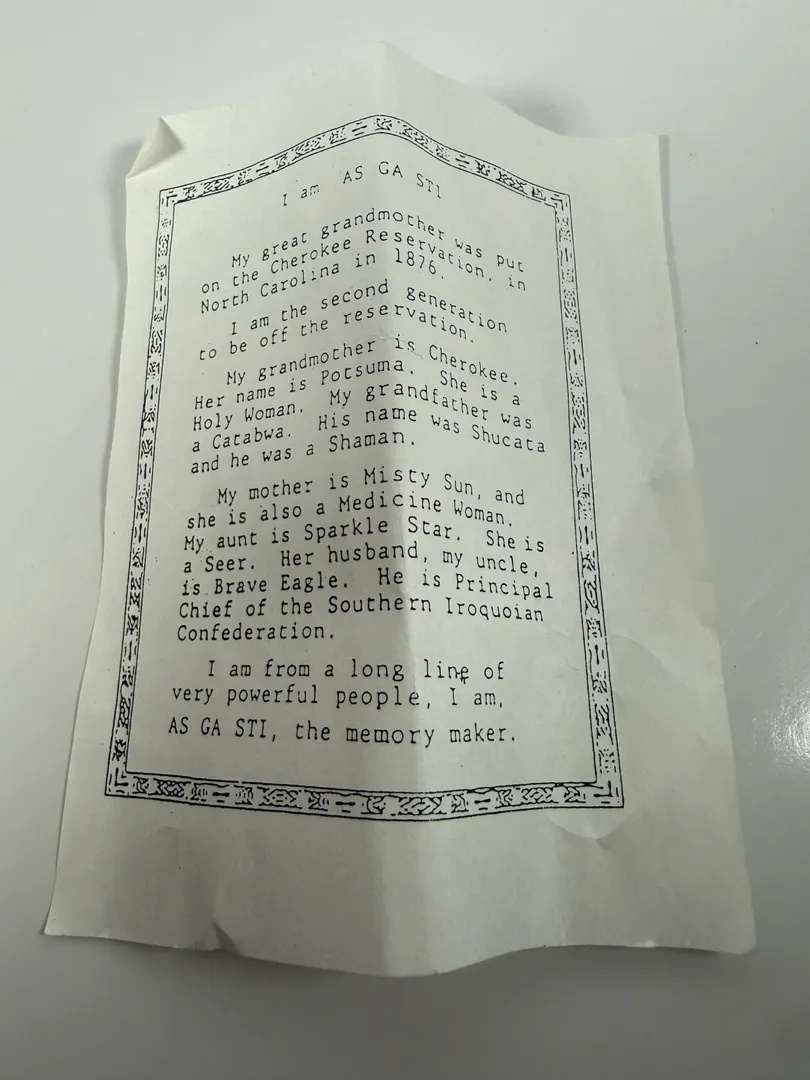 I am AS GA STI
My great grandmother was put
on the Cherokee Reservation, in
North Carolina in 1876.
I am the second generation
to be off the reservation.
My grandmother is Cherokee.
Her name is Potsuma. She is a
Holy Woman. My grandfather was
a Catabwa. His name was Shucata
and he was a Shaman.
My mother is Misty Sun, and
she is also a Medicine Woman.
My aunt is Sparkle Star. She is
a Seer. Her husband, my uncle,
is Brave Eagle. He is Principal
Chief of the Southern Iroquoian
Confederation.
I am from a long line of
very powerful people, I am,
AS GA STI, the memory maker.